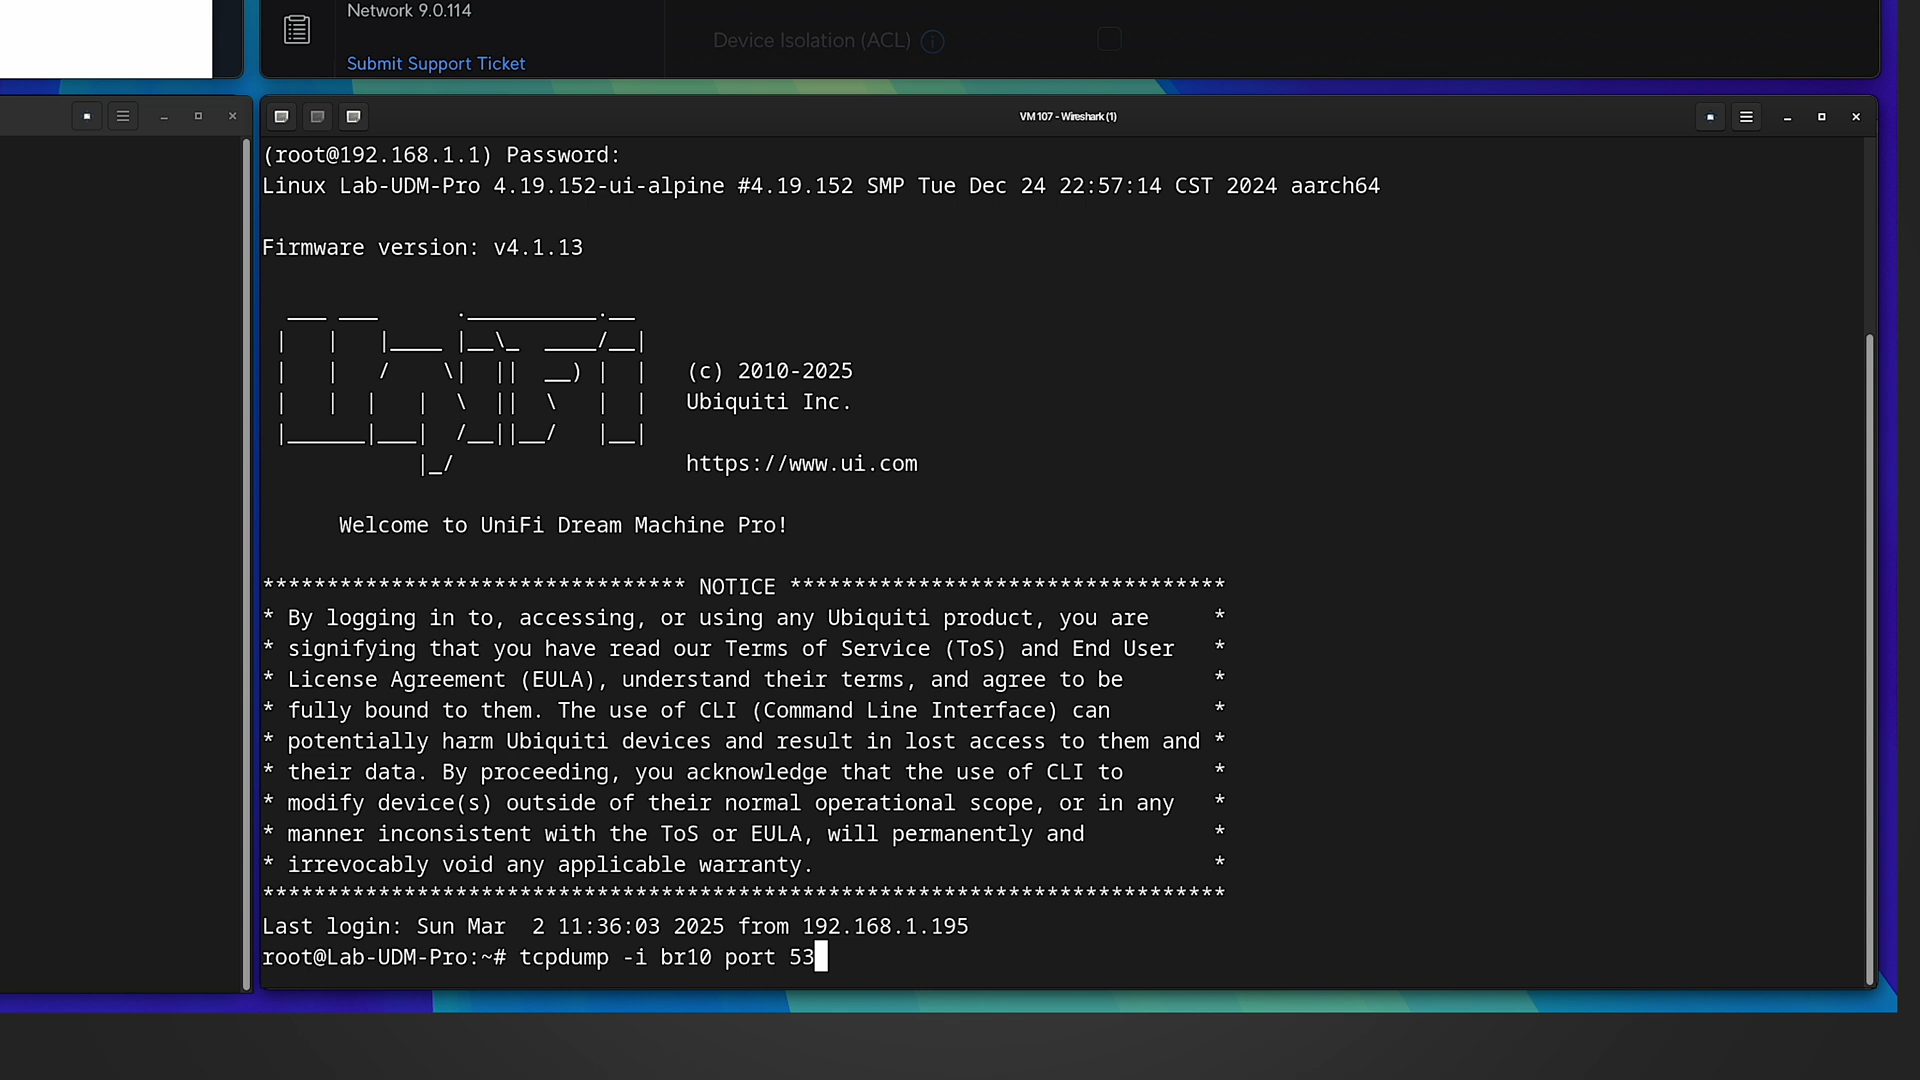 Network 9.0.114
Device Isolation (ACL)
Submit Support Ticket
VM 107 - Wireshark (1)
(root@192.168.1.1) Password:
Linux Lab-UDM-Pro 4.19.152-ui-alpine #4.19.152 SMP Tue Dec 24 22:57:14 CST 2024 aarch64
Firmware version: v4.1.13
(c) 2010-2025
Ubiquiti Inc.
https://www.ui.com
Welcome to UniFi Dream Machine Pro!
********************************* NOTICE **********************************
* By logging in to, accessing, or using any Ubiquiti product, you are *
* signifying that you have read our Terms of Service (ToS) and End User *
* License Agreement (EULA), understand their terms, and agree to be *
* fully bound to them. The use of CLI (Command Line Interface) can *
* potentially harm Ubiquiti devices and result in lost access to them and *
* their data. By proceeding, you acknowledge that the use of CLI to *
* modify device(s) outside of their normal operational scope, or in any *
* manner inconsistent with the ToS or EULA, will permanently and *
* irrevocably void any applicable warranty. *
***************************************************************************
Last login: Sun Mar  2 11:36:03 2025 from 192.168.1.195
root@Lab-UDM-Pro:~# tcpdump -i br10 port 53